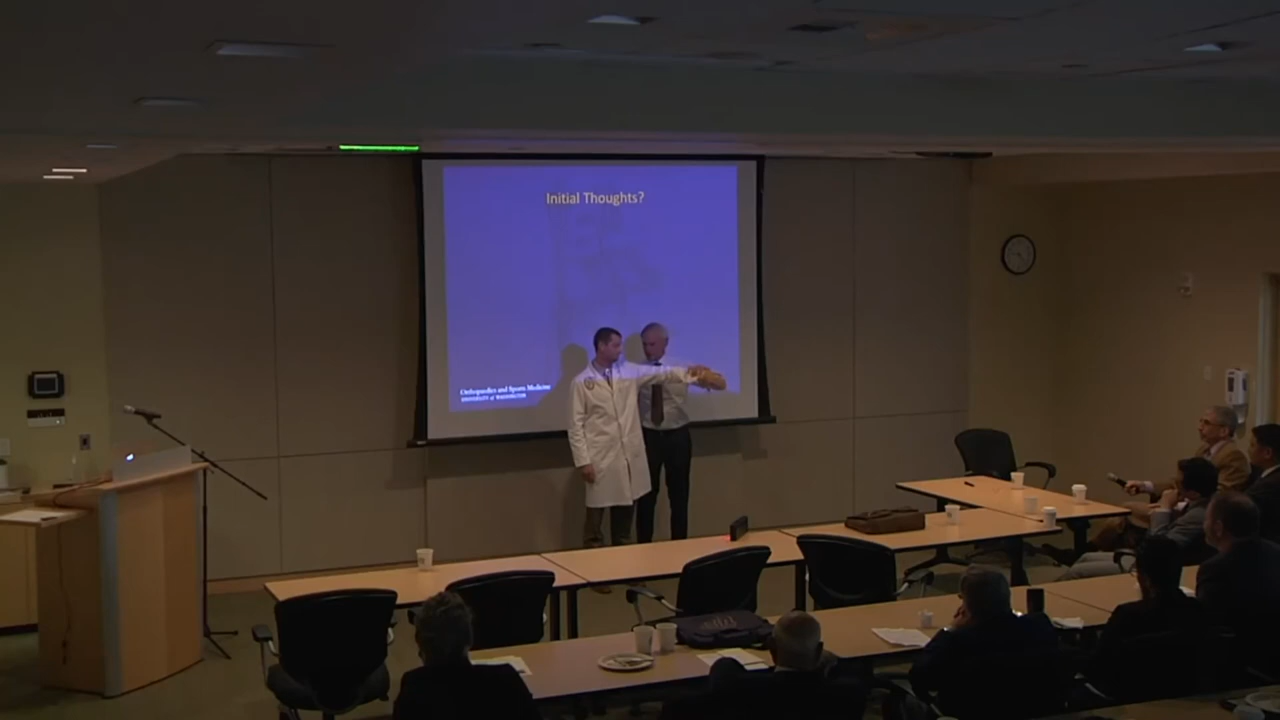 Initial Thoughts?
Orthopaedics and Sports Medicine
UNIVERSITY of WASHINGTON